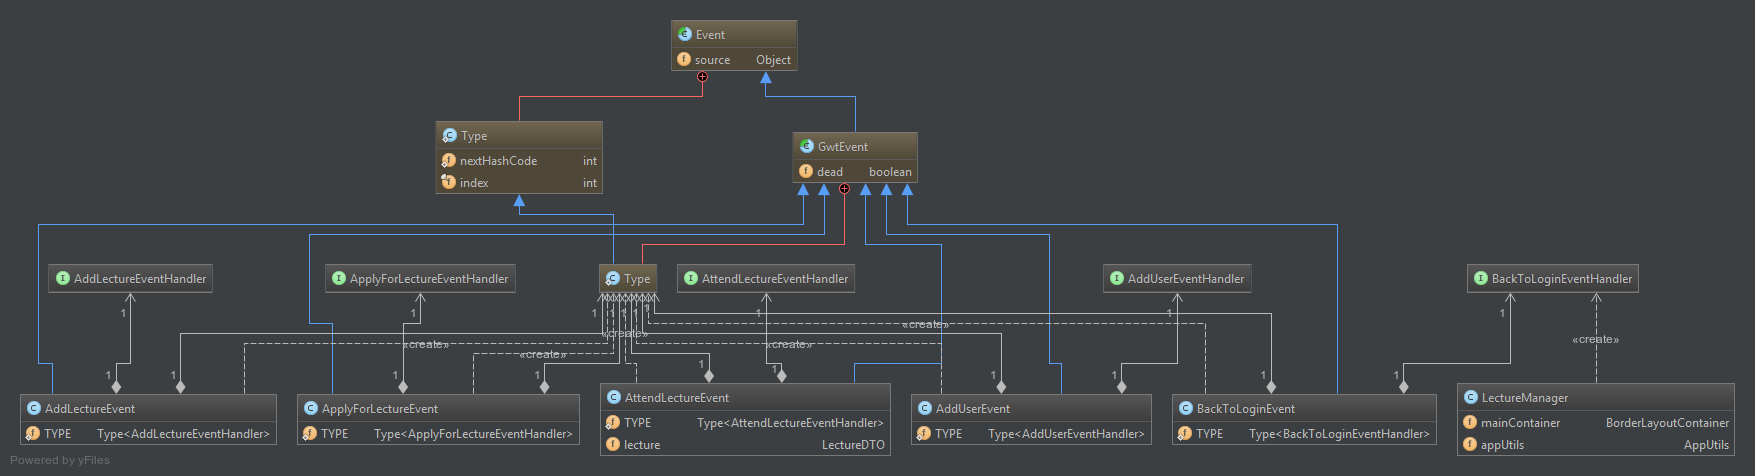 Event
source Object
Type
nextHashCode int
index int
GwtEvent
dead boolean
AddLectureEventHandler
ApplyForLectureEventHandler
Type
AttendLectureEventHandler
AddUserEventHandler
BackToLoginEventHandler
1
1
1
1
1
1
1
1
1
1
1
«create»
«create»
«create»
«create»
«create»
«create»
1
1
1
1
1
1
1
1
1
1
AddLectureEvent
TYPE Type<AddLectureEventHandler>
ApplyForLectureEvent
TYPE Type<ApplyForLectureEventHandler>
AttendLectureEvent
TYPE Type<AttendLectureEventHandler>
lecture LectureDTO
AddUserEvent
TYPE Type<AddUserEventHandler>
BackToLoginEvent
TYPE Type<BackToLoginEventHandler>
LectureManager
mainContainer BorderLayoutContainer
appUtils AppUtils
Powered by yFiles